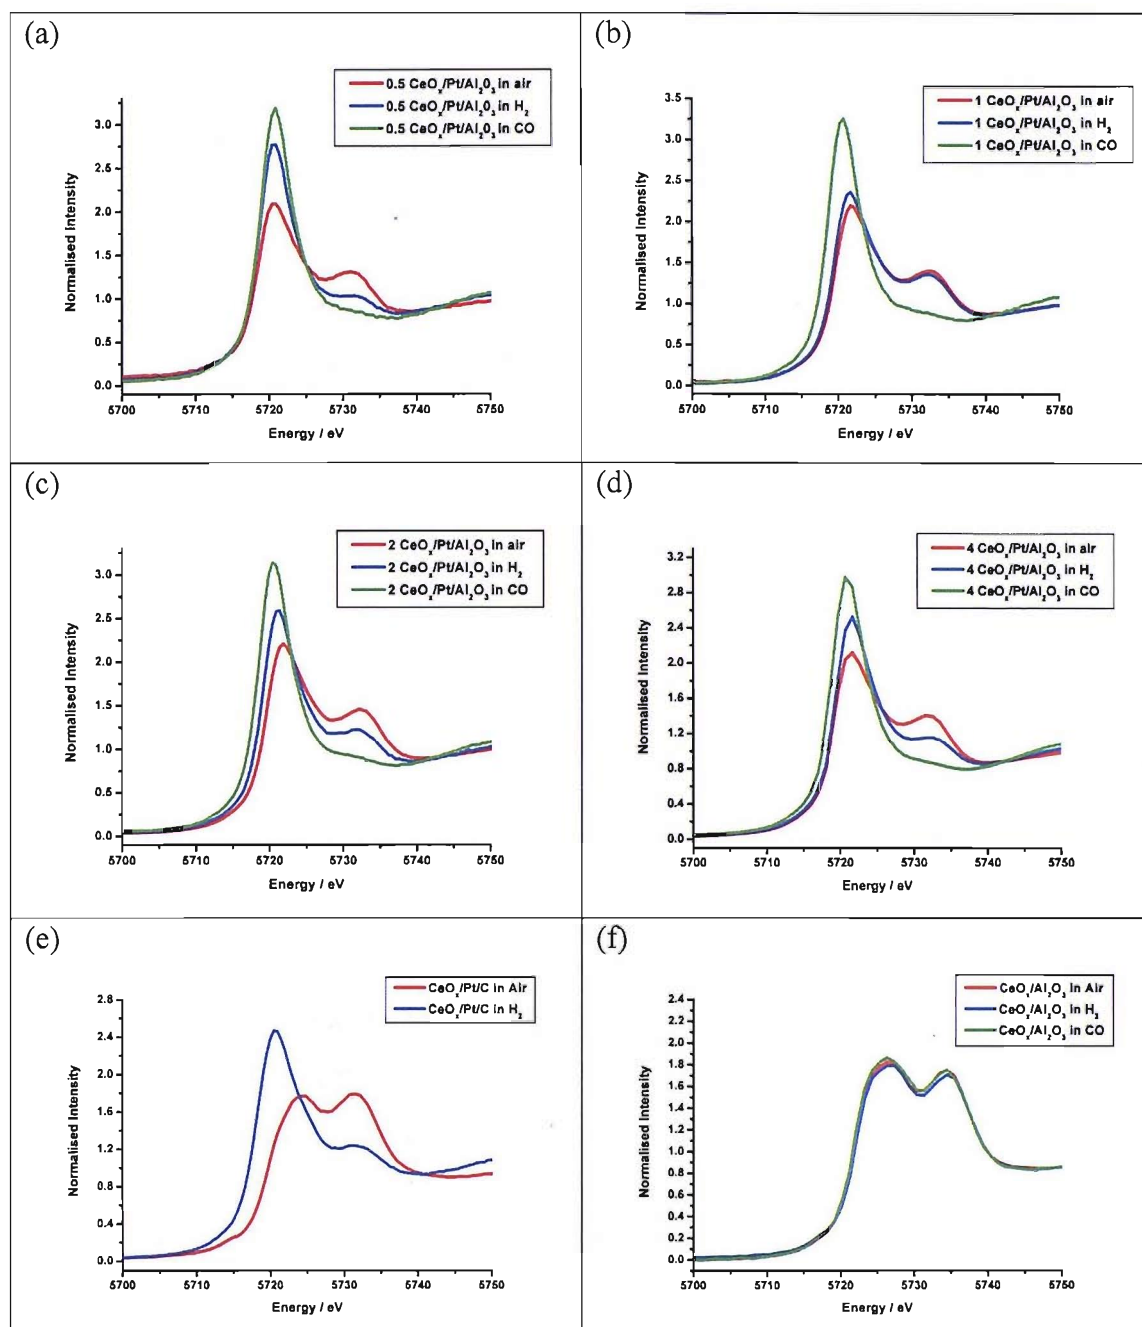 (a)
0.5 CeOₓ/Pt/Al₂0₃ in air
0.5 CeOₓ/Pt/Al₂0₃ in H₂
0.5 CeOₓ/Pt/Al₂0₃ in CO
3.0
2.5
2.0
1.5
1.0
0.5
0.0
Normalised Intensity
5700 5710 5720 5730 5740 5750
Energy / eV
(b)
1 CeOₓ/Pt/Al₂O₃ in air
1 CeOₓ/Pt/Al₂O₃ in H₂
1 CeOₓ/Pt/Al₂O₃ in CO
3.5
3.0
2.5
2.0
1.5
1.0
0.5
0.0
Normalised Intensity
5700 5710 5720 5730 5740 5750
Energy / eV
(c)
2 CeOₓ/Pt/Al₂O₃ in air
2 CeOₓ/Pt/Al₂O₃ in H₂
2 CeOₓ/Pt/Al₂O₃ in CO
3.0
2.5
2.0
1.5
1.0
0.5
0.0
Normalised Intensity
5700 5710 5720 5730 5740 5750
Energy / eV
(d)
4 CeOₓ/Pt/Al₂O₃ in air
4 CeOₓ/Pt/Al₂O₃ in H₂
4 CeOₓ/Pt/Al₂O₃ in CO
3.2
2.8
2.4
2.0
1.6
1.2
0.8
0.4
0.0
Normalised Intensity
5700 5710 5720 5730 5740 5750
Energy / eV
(e)
CeOₓ/Pt/C in Air
CeOₓ/Pt/C in H₂
2.8
2.4
2.0
1.6
1.2
0.8
0.4
0.0
Normalised Intensity
5700 5710 5720 5730 5740 5750
Energy / eV
(f)
CeOₓ/Al₂O₃ in Air
CeOₓ/Al₂O₃ in H₂
CeOₓ/Al₂O₃ in CO
2.4
2.2
2.0
1.8
1.6
1.4
1.2
1.0
0.8
0.6
0.4
0.2
0.0
Normalised Intensity
5700 5710 5720 5730 5740 5750
Energy / eV